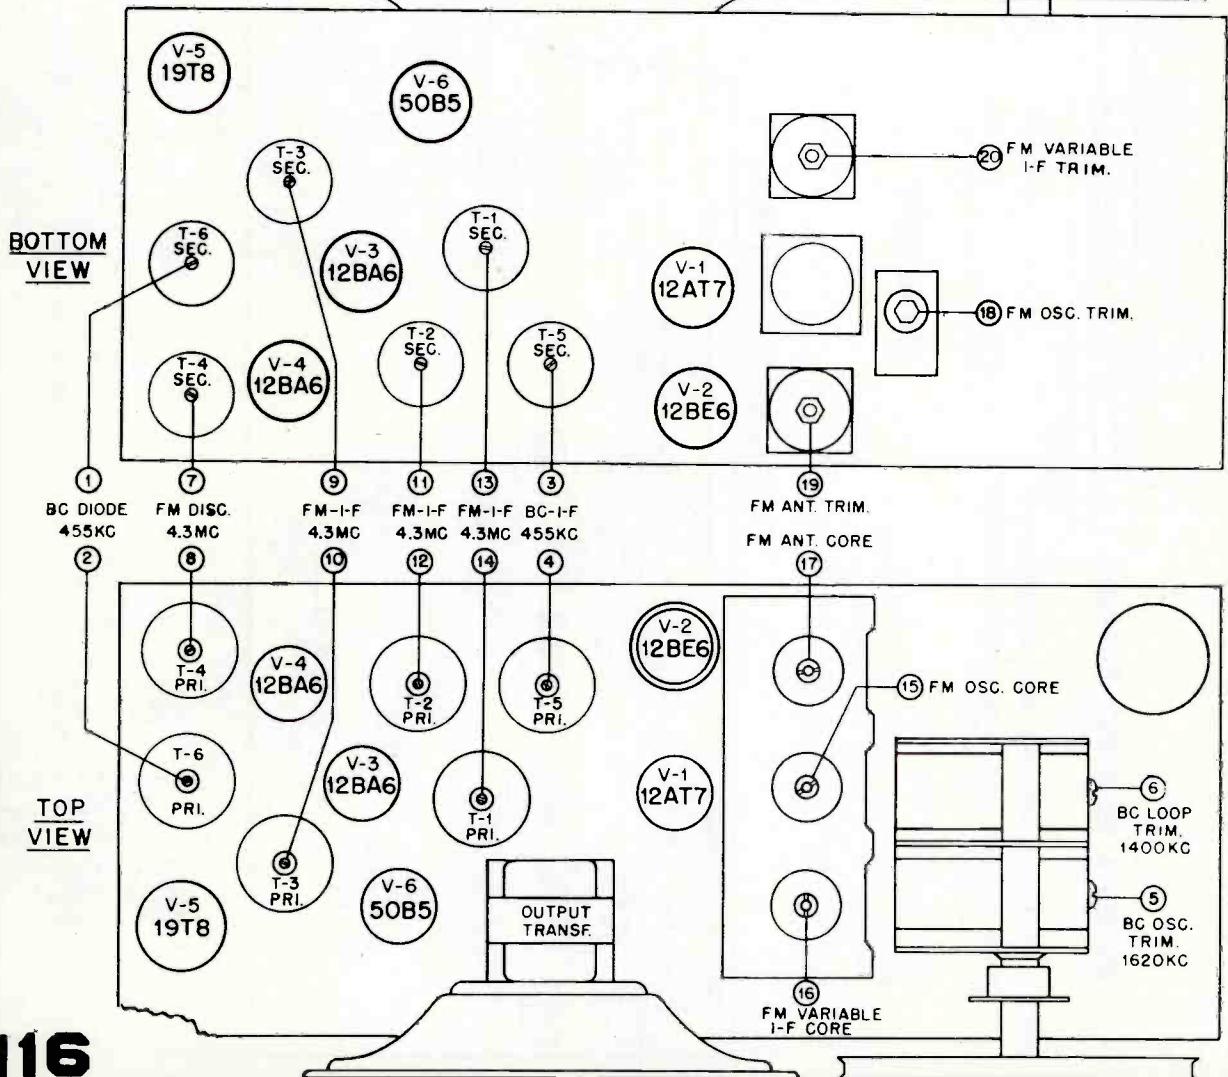 V-5
19T8
V-6
50B5
T-3
SEC.
20 FM VARIABLE
I-F TRIM.
BOTTOM
VIEW
T-6
SEC.
V-3
12BA6
T-1
SEC.
V-1
12AT7
18 FM OSC. TRIM.
T-4
SEC.
V-4
12BA6
T-2
SEC.
T-5
SEC.
V-2
12BE6
1
BC DIODE
455KC
2
7
FM DISC.
4.3MC
8
9
FM-I-F
4.3MC
10
11
FM-I-F
4.3MC
12
13
FM-I-F
4.3MC
14
3
BC-I-F
455KC
4
19
FM ANT. TRIM.
FM ANT. CORE
17
T-4
PRI.
V-4
12BA6
T-2
PRI.
T-5
PRI.
V-2
12BE6
15 FM OSC. CORE
TOP
VIEW
T-6
PRI.
V-3
12BA6
T-1
PRI.
V-1
12AT7
6
BC LOOP
TRIM.
1400KC
T-3
PRI.
V-5
19T8
V-6
50B5
OUTPUT
TRANSF.
5
BC OSC.
TRIM.
1620KC
16
FM VARIABLE
I-F CORE
116